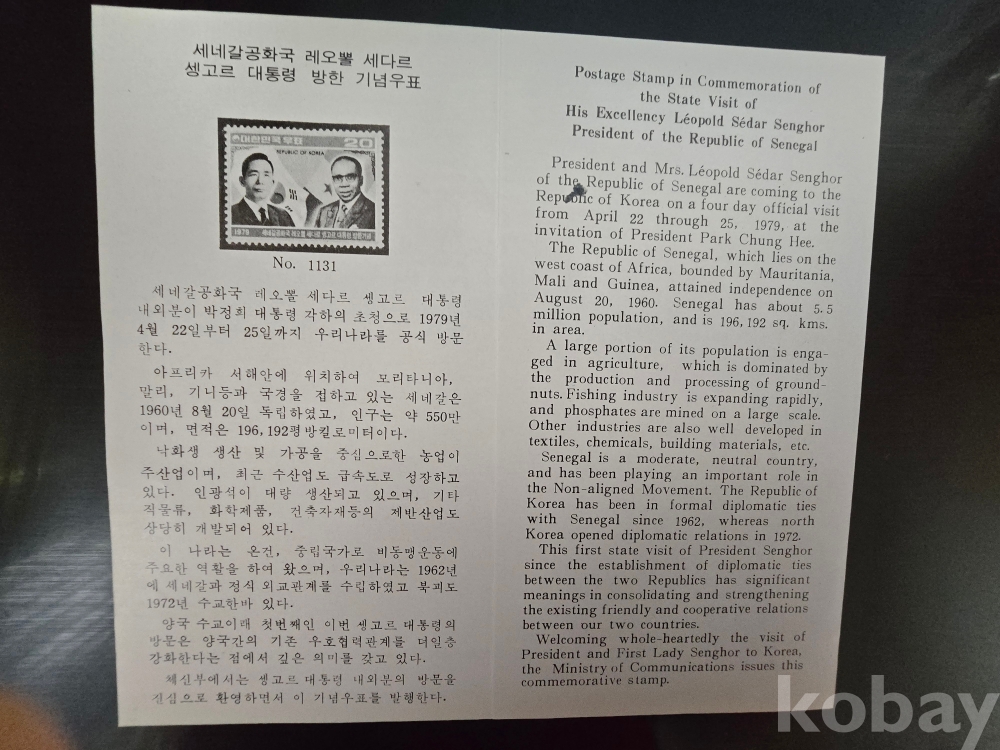 세네갈공화국 레오뽈 세다르
셍고르 대통령 방한 기념우표
대한민국 우표 20
REPUBLIC OF KOREA
1979 세네갈공화국 레오뽈 세다르 셍고르 대통령 방한기념
No. 1131
세네갈공화국 레오뽈 세다르 셍고르 대통령
내외분이 박정희 대통령 각하의 초청으로 1979년
4월 22일부터 25일까지 우리나라를 공식 방문
한다.
아프리카 서해안에 위치하여 모리타니아,
말리, 기니등과 국경을 접하고 있는 세네갈은
1960년 8월 20일 독립하였고, 인구는 약 550만
이며, 면적은 196,192평방킬로미터이다.
낙화생 생산 및 가공을 중심으로한 농업이
주산업이며, 최근 수산업도 급속도로 성장하고
있다. 인광석이 대량 생산되고 있으며, 기타
직물류, 화학제품, 건축자재등의 제반산업도
상당히 개발되어 있다.
이 나라는 온건, 중립국가로 비동맹운동에
주요한 역할을 하여 왔으며, 우리나라는 1962년
에 세네갈과 정식 외교관계를 수립하였고 북괴도
1972년 수교한바 있다.
양국 수교이래 첫번째인 이번 셍고르 대통령의
방문은 양국간의 기존 우호협력관계를 더일층
강화한다는 점에서 깊은 의미를 갖고 있다.
체신부에서는 셍고르 대통령 내외분의 방문을
진심으로 환영하면서 이 기념우표를 발행한다.
Postage Stamp in Commemoration of
the State Visit of
His Excellency Léopold Sédar Senghor
President of the Republic of Senegal
President and Mrs. Léopold Sédar Senghor
of the Republic of Senegal are coming to the
Republic of Korea on a four day official visit
from April 22 through 25, 1979, at the
invitation of President Park Chung Hee.
The Republic of Senegal, which lies on the
west coast of Africa, bounded by Mauritania,
Mali and Guinea, attained independence on
August 20, 1960. Senegal has about 5.5
million population, and is 196,192 sq. kms.
in area.
A large portion of its population is enga-
ged in agriculture, which is dominated by
the production and processing of ground-
nuts. Fishing industry is expanding rapidly,
and phosphates are mined on a large scale.
Other industries are also well developed in
textiles, chemicals, building materials, etc.
Senegal is a moderate, neutral country,
and has been playing an important role in
the Non-aligned Movement. The Republic of
Korea has been in formal diplomatic ties
with Senegal since 1962, whereas north
Korea opened diplomatic relations in 1972.
This first state visit of President Senghor
since the establishment of diplomatic ties
between the two Republics has significant
meanings in consolidating and strengthening
the existing friendly and cooperative relations
between our two countries.
Welcoming whole-heartedly the visit of
President and First Lady Senghor to Korea,
the Ministry of Communications issues this
commemorative stamp.
kobay